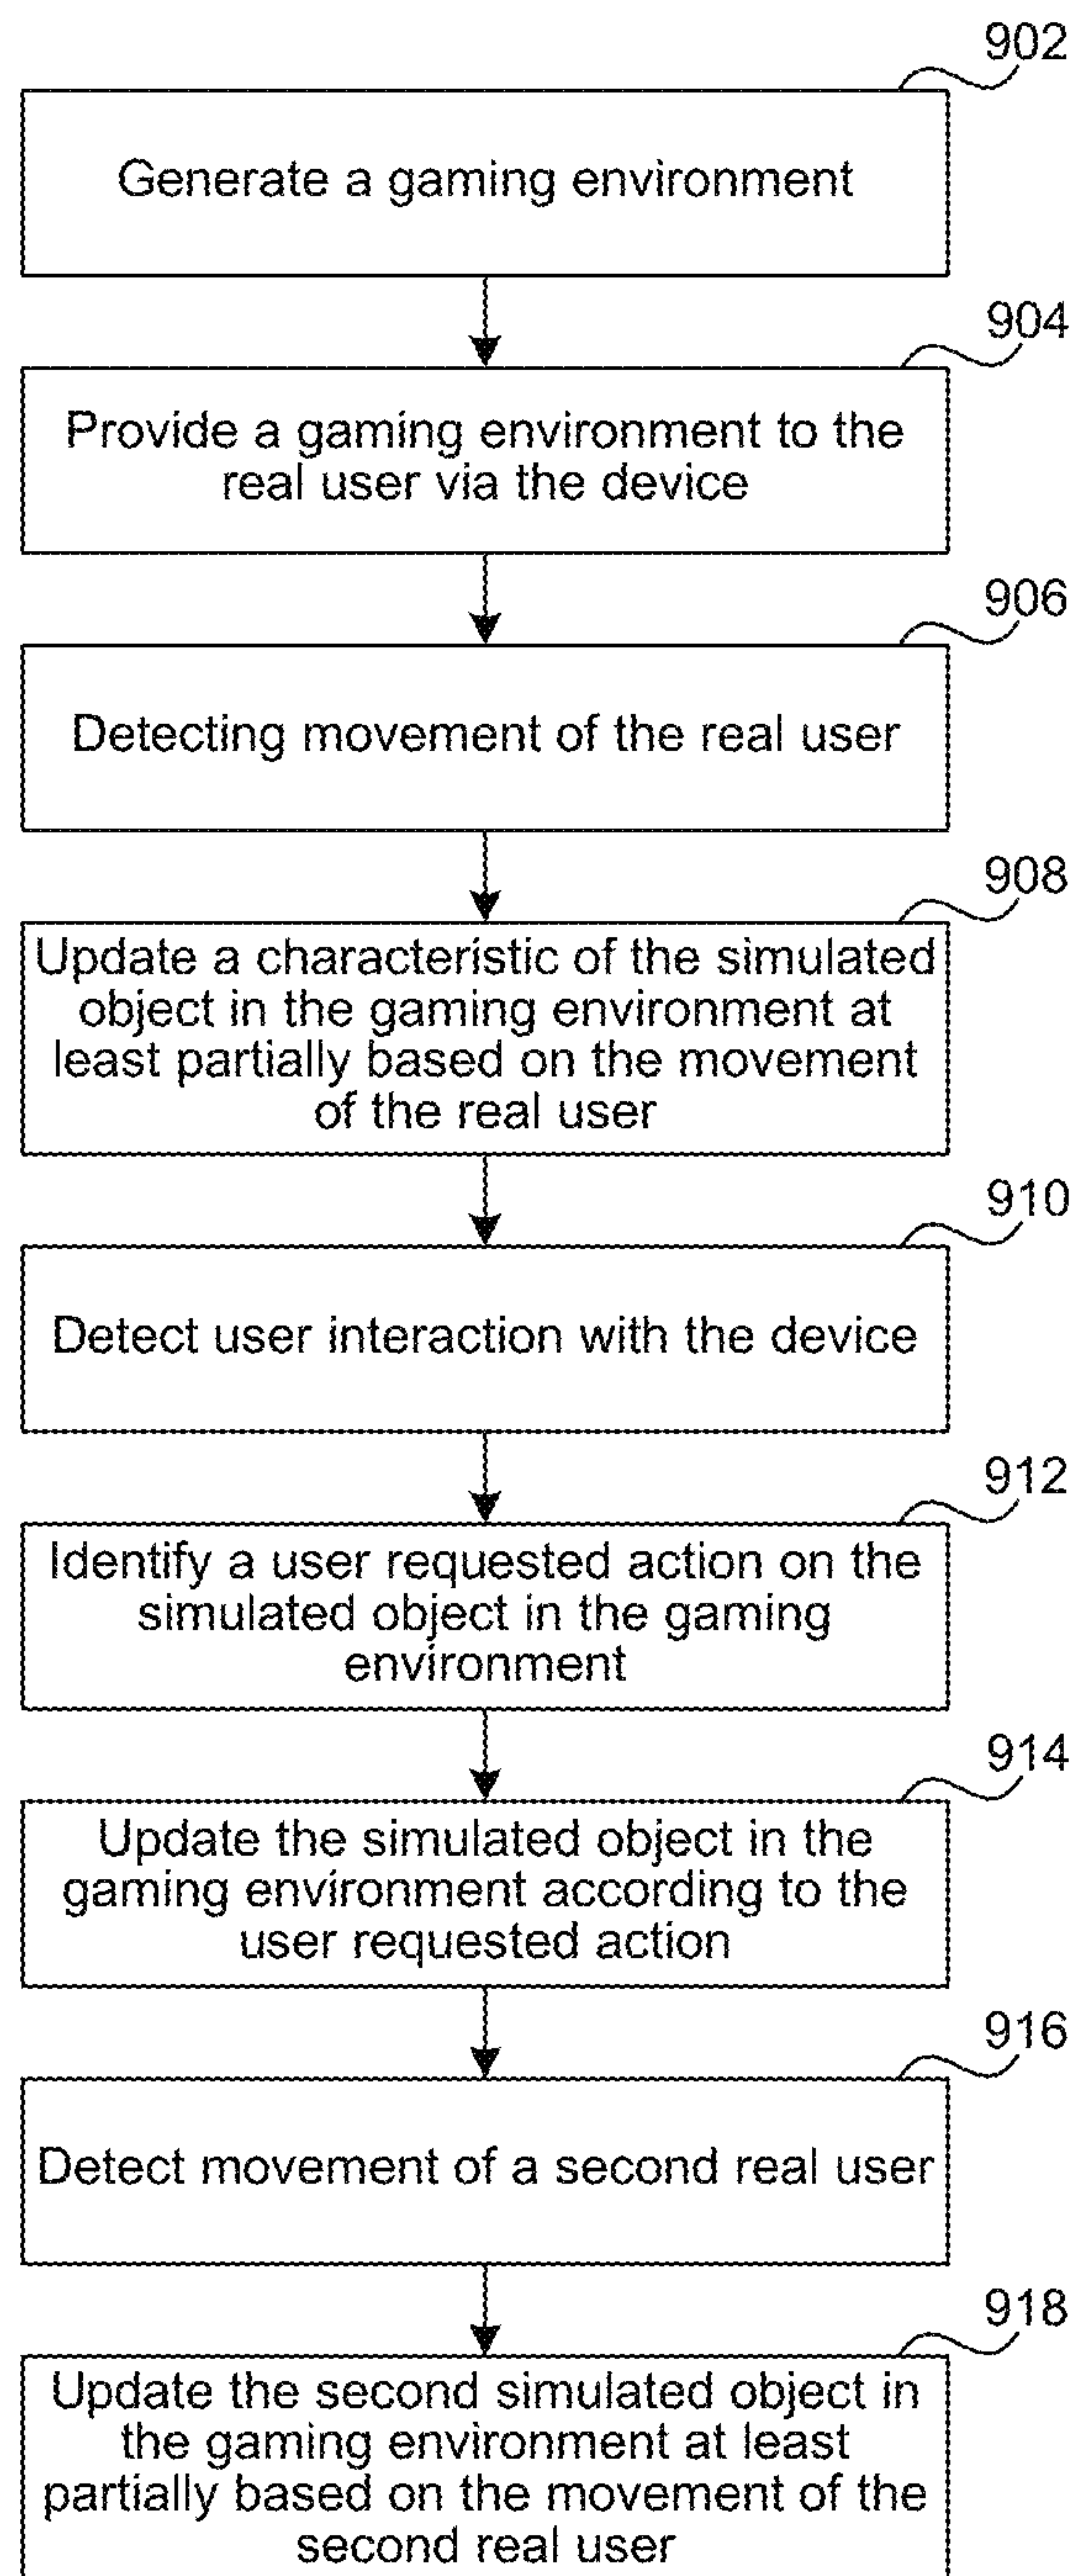 902
Generate a gaming environment
904
Provide a gaming environment to the
real user via the device
906
Detecting movement of the real user
908
Update a characteristic of the simulated
object in the gaming environment at
least partially based on the movement
of the real user
910
Detect user interaction with the device
912
Identify a user requested action on the
simulated object in the gaming
environment
914
Update the simulated object in the
gaming environment according to the
user requested action
916
Detect movement of a second real user
918
Update the second simulated object in
the gaming environment at least
partially based on the movement of the
second real user